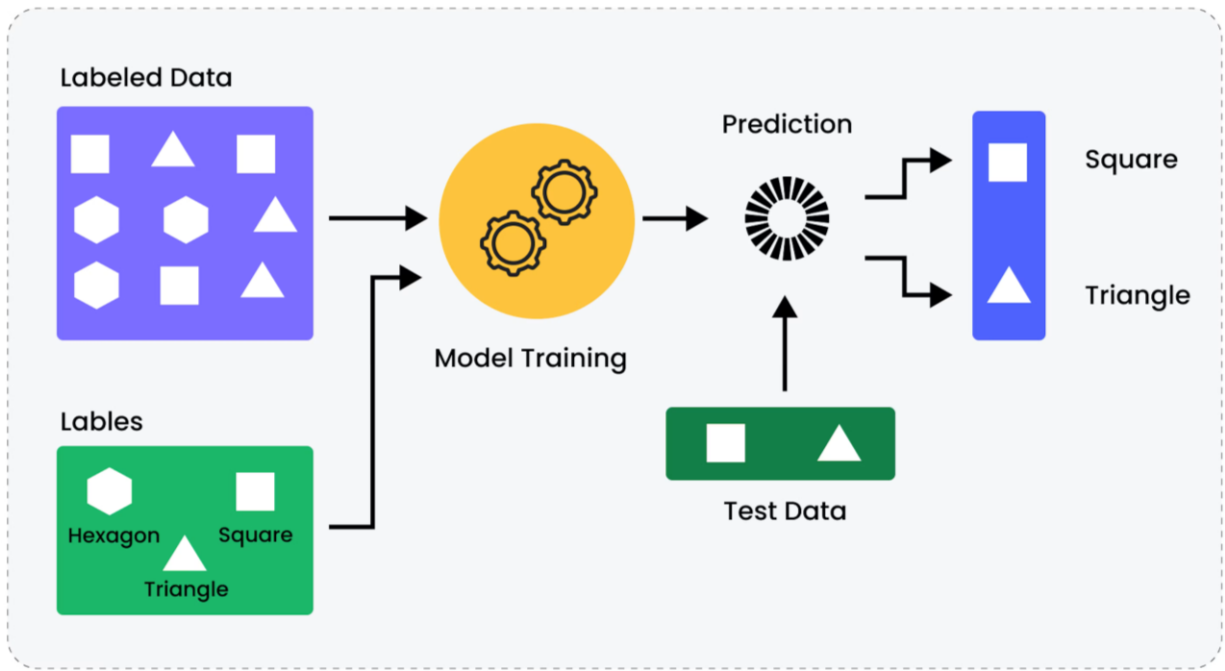 Labeled Data
Prediction
Square
Triangle
Model Training
Lables
Hexagon
Square
Triangle
Test Data